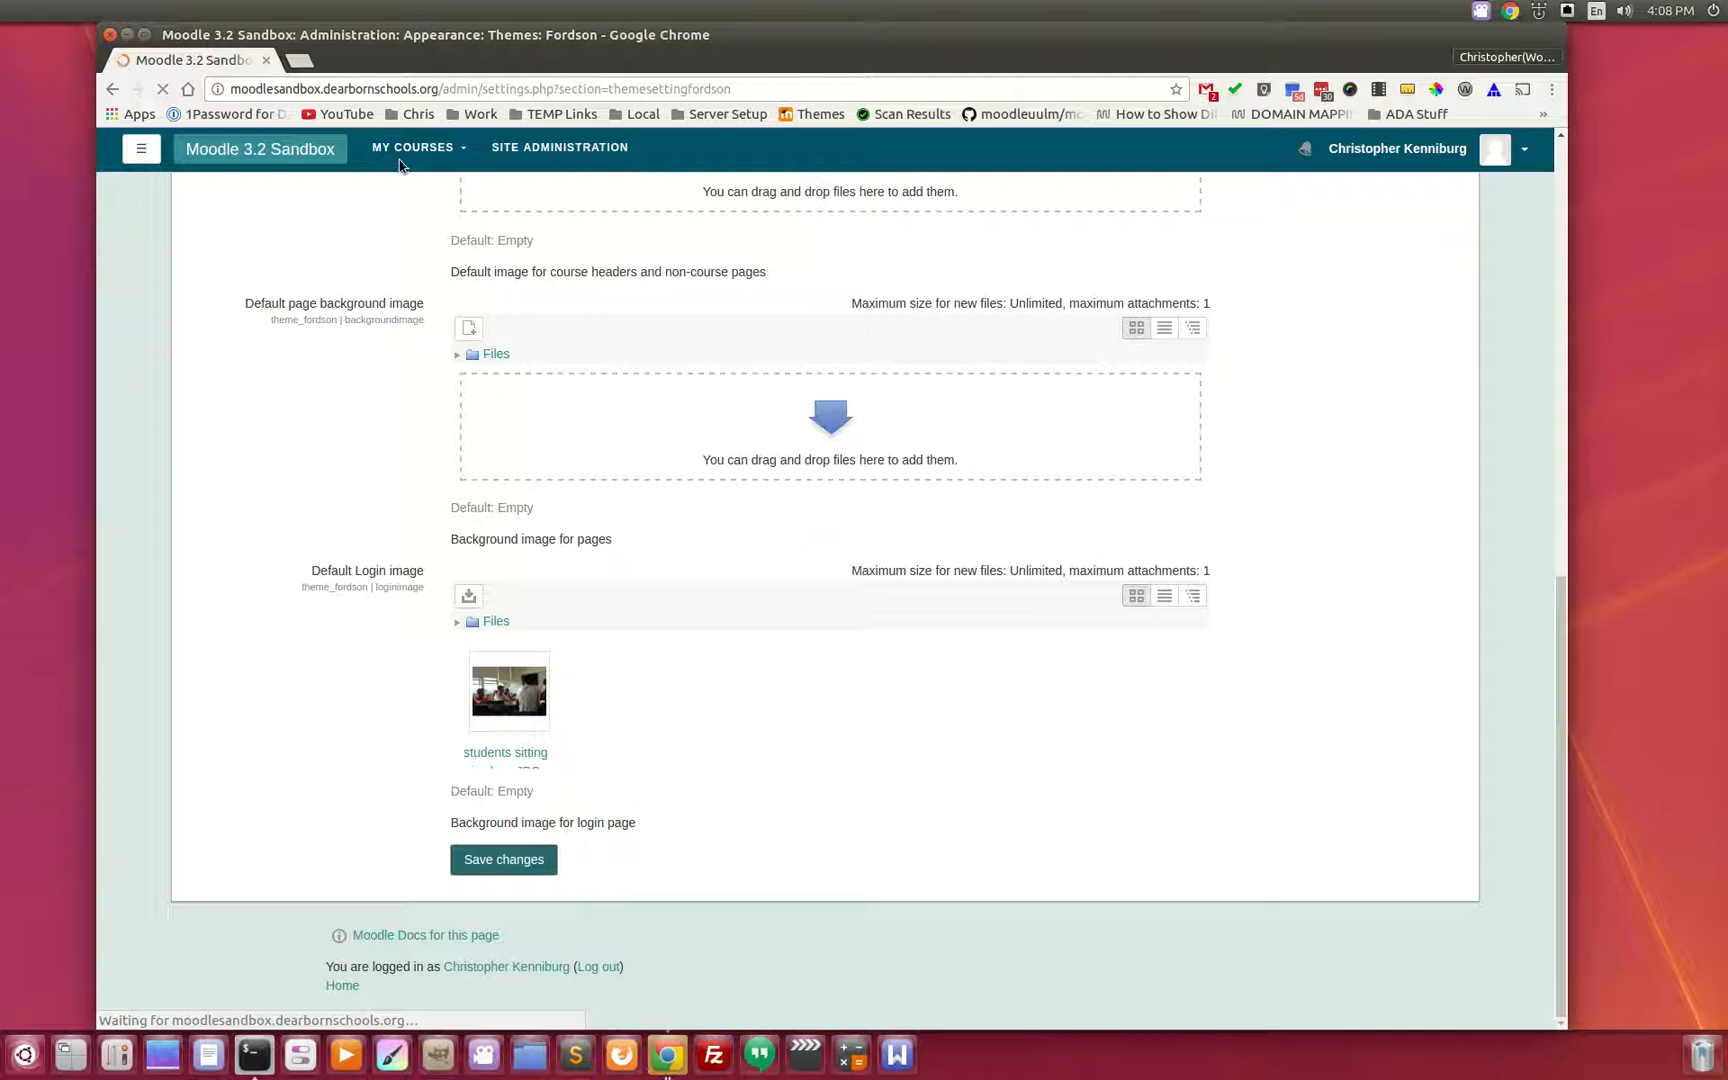 4:08 PM
En
Moodle 3.2 Sandbox: Administration: Appearance: Themes: Fordson - Google Chrome
Moodle 3.2 Sandbo
Christopher(Wo...
moodlesandbox.dearbornschools.org/admin/settings.php?section=themesettingfordson
Apps 1Password for D YouTube Chris Work TEMP Links Local Server Setup Themes Scan Results moodleuulm/mc How to Show Di DOMAIN MAPPI ADA Stuff »
Moodle 3.2 Sandbox MY COURSES SITE ADMINISTRATION Christopher Kenniburg
You can drag and drop files here to add them.
Default: Empty
Default image for course headers and non-course pages
Default page background image Maximum size for new files: Unlimited, maximum attachments: 1
theme_fordson | backgroundimage
Files
You can drag and drop files here to add them.
Default: Empty
Background image for pages
Default Login image Maximum size for new files: Unlimited, maximum attachments: 1
theme_fordson | loginimage
Files
students sitting
Default: Empty
Background image for login page
Save changes
Moodle Docs for this page
You are logged in as Christopher Kenniburg (Log out)
Home
Waiting for moodlesandbox.dearbornschools.org...